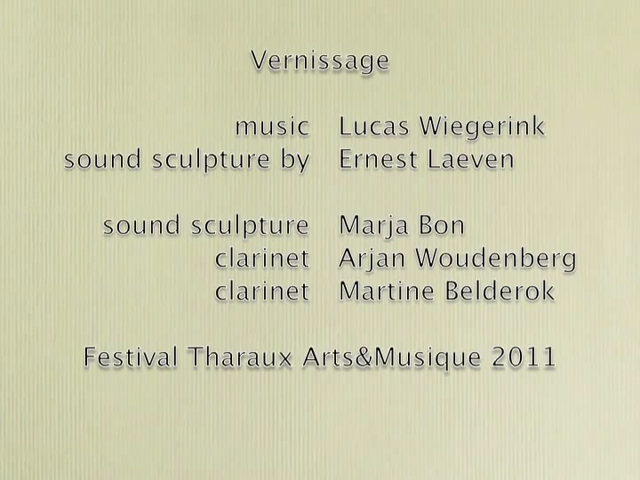 Vernissage
music Lucas Wiegerink
sound sculpture by Ernest Laeven
sound sculpture Marja Bon
clarinet Arjan Woudenberg
clarinet Martine Belderok
Festival Tharaux Arts&Musique 2011